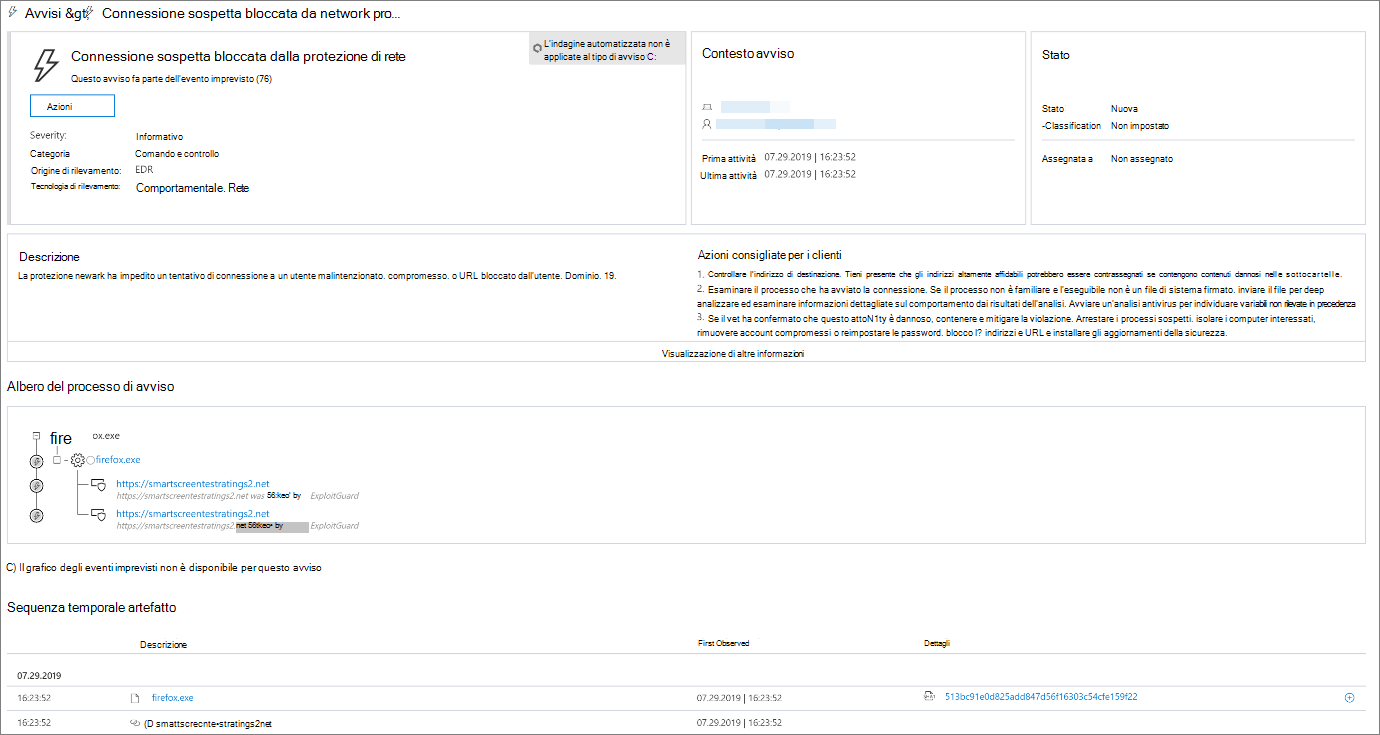 Avvisi &gt; Connessione sospetta bloccata da network pro...
Connessione sospetta bloccata dalla protezione di rete
Questo avviso fa parte dell'evento imprevisto (76)
L'indagine automatizzata non è
applicate al tipo di avviso C:
Azioni
Severity: Informativo
Categoria Comando e controllo
Origine di rilevamento: EDR
Tecnologia di rilevamento: Comportamentale. Rete
Contesto avviso
Prima attività 07.29.2019 | 16:23:52
Ultima attività 07.29.2019 | 16:23:52
Stato
Stato Nuova
-Classification Non impostato
Assegnata a Non assegnato
Descrizione
La protezione newark ha impedito un tentativo di connessione a un utente malintenzionato. compromesso. o URL bloccato dall'utente. Dominio. 19.
Azioni consigliate per i clienti
1. Controllare l'indirizzo di destinazione. Tieni presente che gli indirizzi altamente affidabili potrebbero essere contrassegnati se contengono contenuti dannosi nelle sottocartelle.
2. Esaminare il processo che ha avviato la connessione. Se il processo non è familiare e l'eseguibile non è un file di sistema firmato. inviare il file per deep
analizzare ed esaminare informazioni dettagliate sul comportamento dai risultati dell'analisi. Avviare un'analisi antivirus per individuare variabili non rilevate in precedenza
3. Se il vet ha confermato che questo attoN1ty è dannoso, contenere e mitigare la violazione. Arrestare i processi sospetti. isolare i computer interessati,
rimuovere account compromessi o reimpostare le password. blocco l? indirizzi e URL e installare gli aggiornamenti della.sicurezza.
Visualizzazione di altre informazioni
Albero del processo di avviso
fire ox.exe
firefox.exe
https://smartscreentestratings2.net
https://smartscreentestratings2.net was 56:keo' by ExploitGuard
https://smartscreentestratings2.net
https://smartscreentestratings2.net 56tkeo• by ExploitGuard
C) Il grafico degli eventi imprevisti non è disponibile per questo avviso
Sequenza temporale artefatto
Descrizione First Observed Dettagli
07.29.2019
16:23:52 firefox.exe 07.29.2019 | 16:23:52 513bc91e0d825add847d56f16303c54cfe159f22
16:23:52 (D smattscrecnte•stratings2net 07.29.2019 | 16:23:52